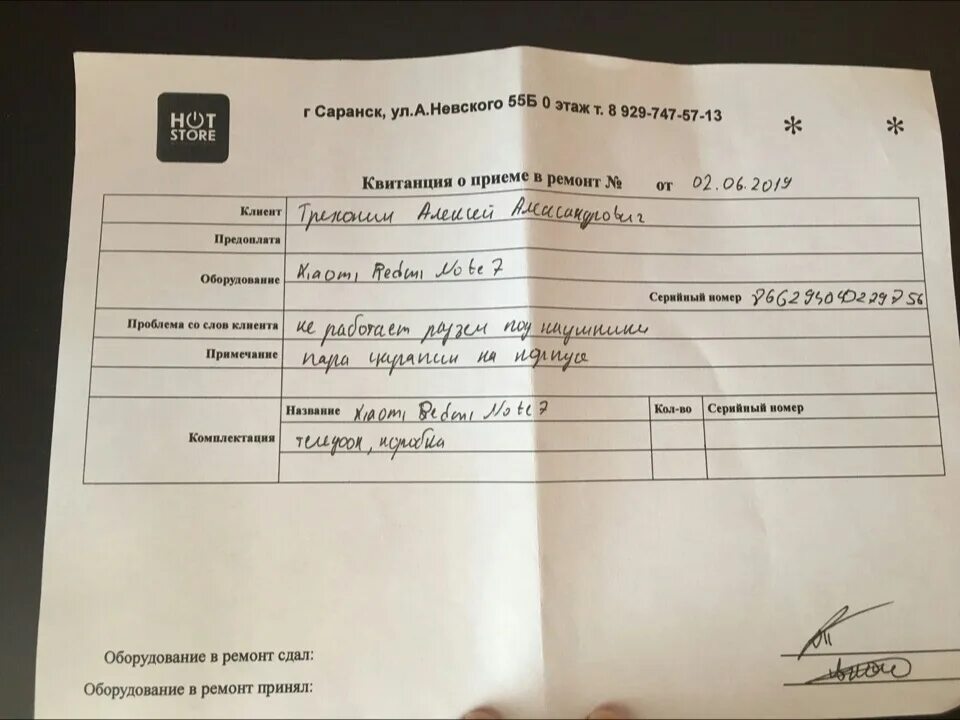 HOT
STORE
г Саранск, ул.А.Невского 55Б 0 этаж т. 8 929-747-57-13
* *
Квитанция о приеме в ремонт № от 02.06.2019
Клиент Алексей Александрович
Предоплата
Оборудование Xiaomi Redmi Note 7
Серийный номер
Проблема со слов клиента не работает разъем под наушники
Примечание пара царапин на корпусе
Комплектация
Название Xiaomi Redmi Note 7 Кол-во Серийный номер
телефон, коробка
Оборудование в ремонт сдал:
Оборудование в ремонт принял: